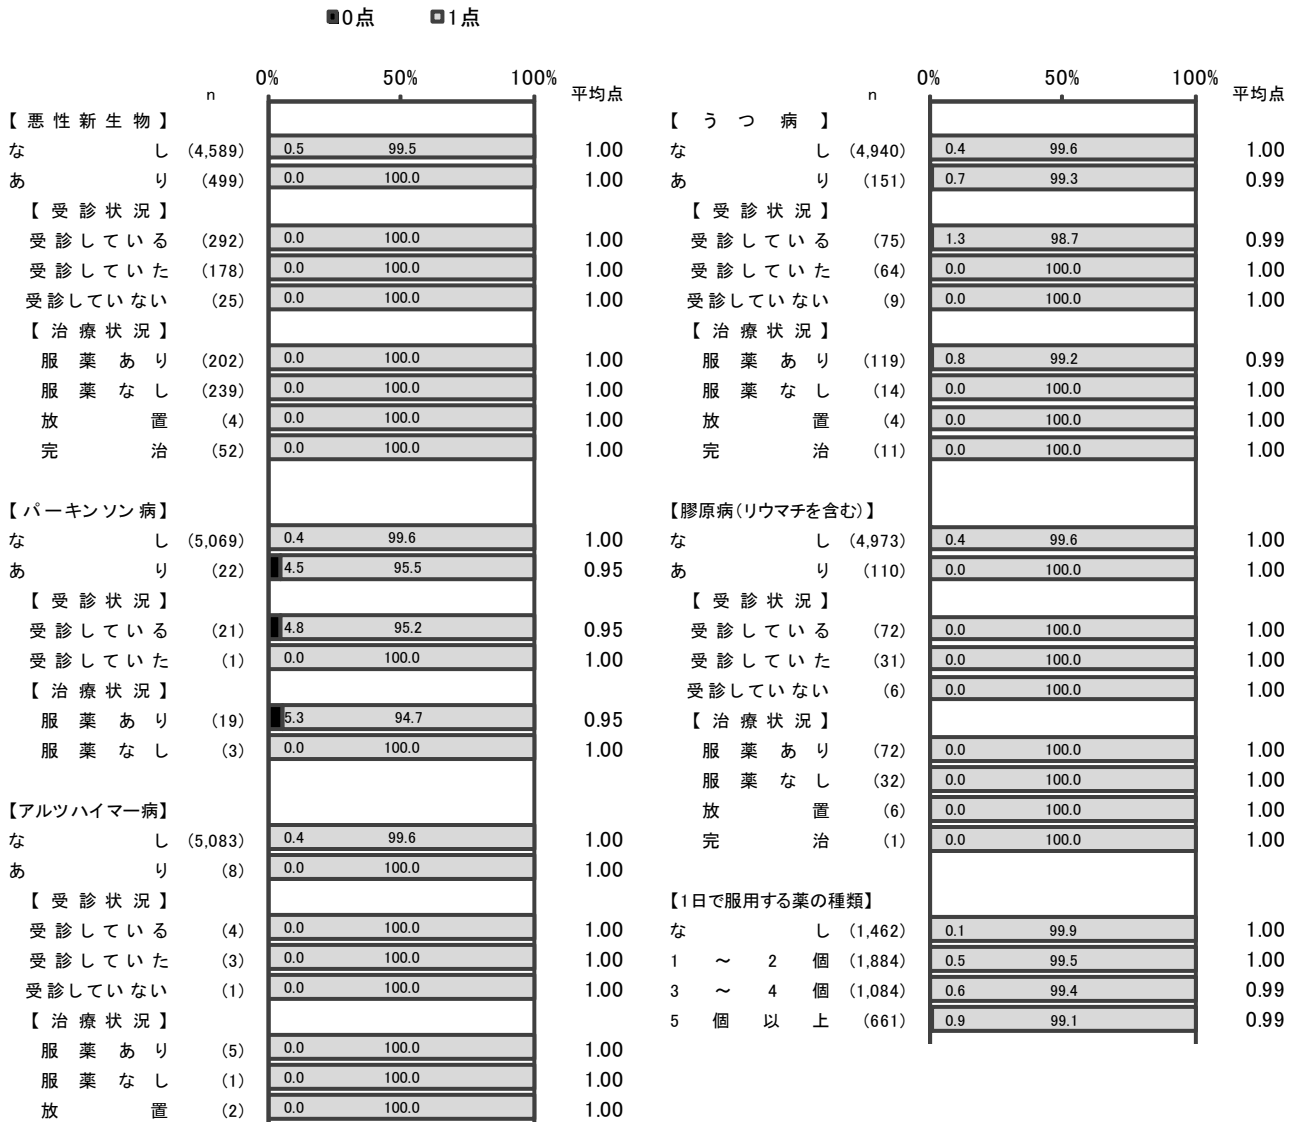 ■0点 □1点
0% 50% 100%
n 平均点
【悪性新生物】
なし (4,589) 0.5 99.5 1.00
あり (499) 0.0 100.0 1.00
【受診状況】
受診している (292) 0.0 100.0 1.00
受診していた (178) 0.0 100.0 1.00
受診していない (25) 0.0 100.0 1.00
【治療状況】
服薬あり (202) 0.0 100.0 1.00
服薬なし (239) 0.0 100.0 1.00
放置 (4) 0.0 100.0 1.00
完治 (52) 0.0 100.0 1.00
【パーキンソン病】
なし (5,069) 0.4 99.6 1.00
あり (22) 4.5 95.5 0.95
【受診状況】
受診している (21) 4.8 95.2 0.95
受診していた (1) 0.0 100.0 1.00
【治療状況】
服薬あり (19) 5.3 94.7 0.95
服薬なし (3) 0.0 100.0 1.00
【アルツハイマー病】
なし (5,083) 0.4 99.6 1.00
あり (8) 0.0 100.0 1.00
【受診状況】
受診している (4) 0.0 100.0 1.00
受診していた (3) 0.0 100.0 1.00
受診していない (1) 0.0 100.0 1.00
【治療状況】
服薬あり (5) 0.0 100.0 1.00
服薬なし (1) 0.0 100.0 1.00
放置 (2) 0.0 100.0 1.00
0% 50% 100%
n 平均点
【うつ病】
なし (4,940) 0.4 99.6 1.00
あり (151) 0.7 99.3 0.99
【受診状況】
受診している (75) 1.3 98.7 0.99
受診していた (64) 0.0 100.0 1.00
受診していない (9) 0.0 100.0 1.00
【治療状況】
服薬あり (119) 0.8 99.2 0.99
服薬なし (14) 0.0 100.0 1.00
放置 (4) 0.0 100.0 1.00
完治 (11) 0.0 100.0 1.00
【膠原病(リウマチを含む)】
なし (4,973) 0.4 99.6 1.00
あり (110) 0.0 100.0 1.00
【受診状況】
受診している (72) 0.0 100.0 1.00
受診していた (31) 0.0 100.0 1.00
受診していない (6) 0.0 100.0 1.00
【治療状況】
服薬あり (72) 0.0 100.0 1.00
服薬なし (32) 0.0 100.0 1.00
放置 (6) 0.0 100.0 1.00
完治 (1) 0.0 100.0 1.00
【1日で服用する薬の種類】
なし (1,462) 0.1 99.9 1.00
1～2個 (1,884) 0.5 99.5 1.00
3～4個 (1,084) 0.6 99.4 0.99
5個以上 (661) 0.9 99.1 0.99